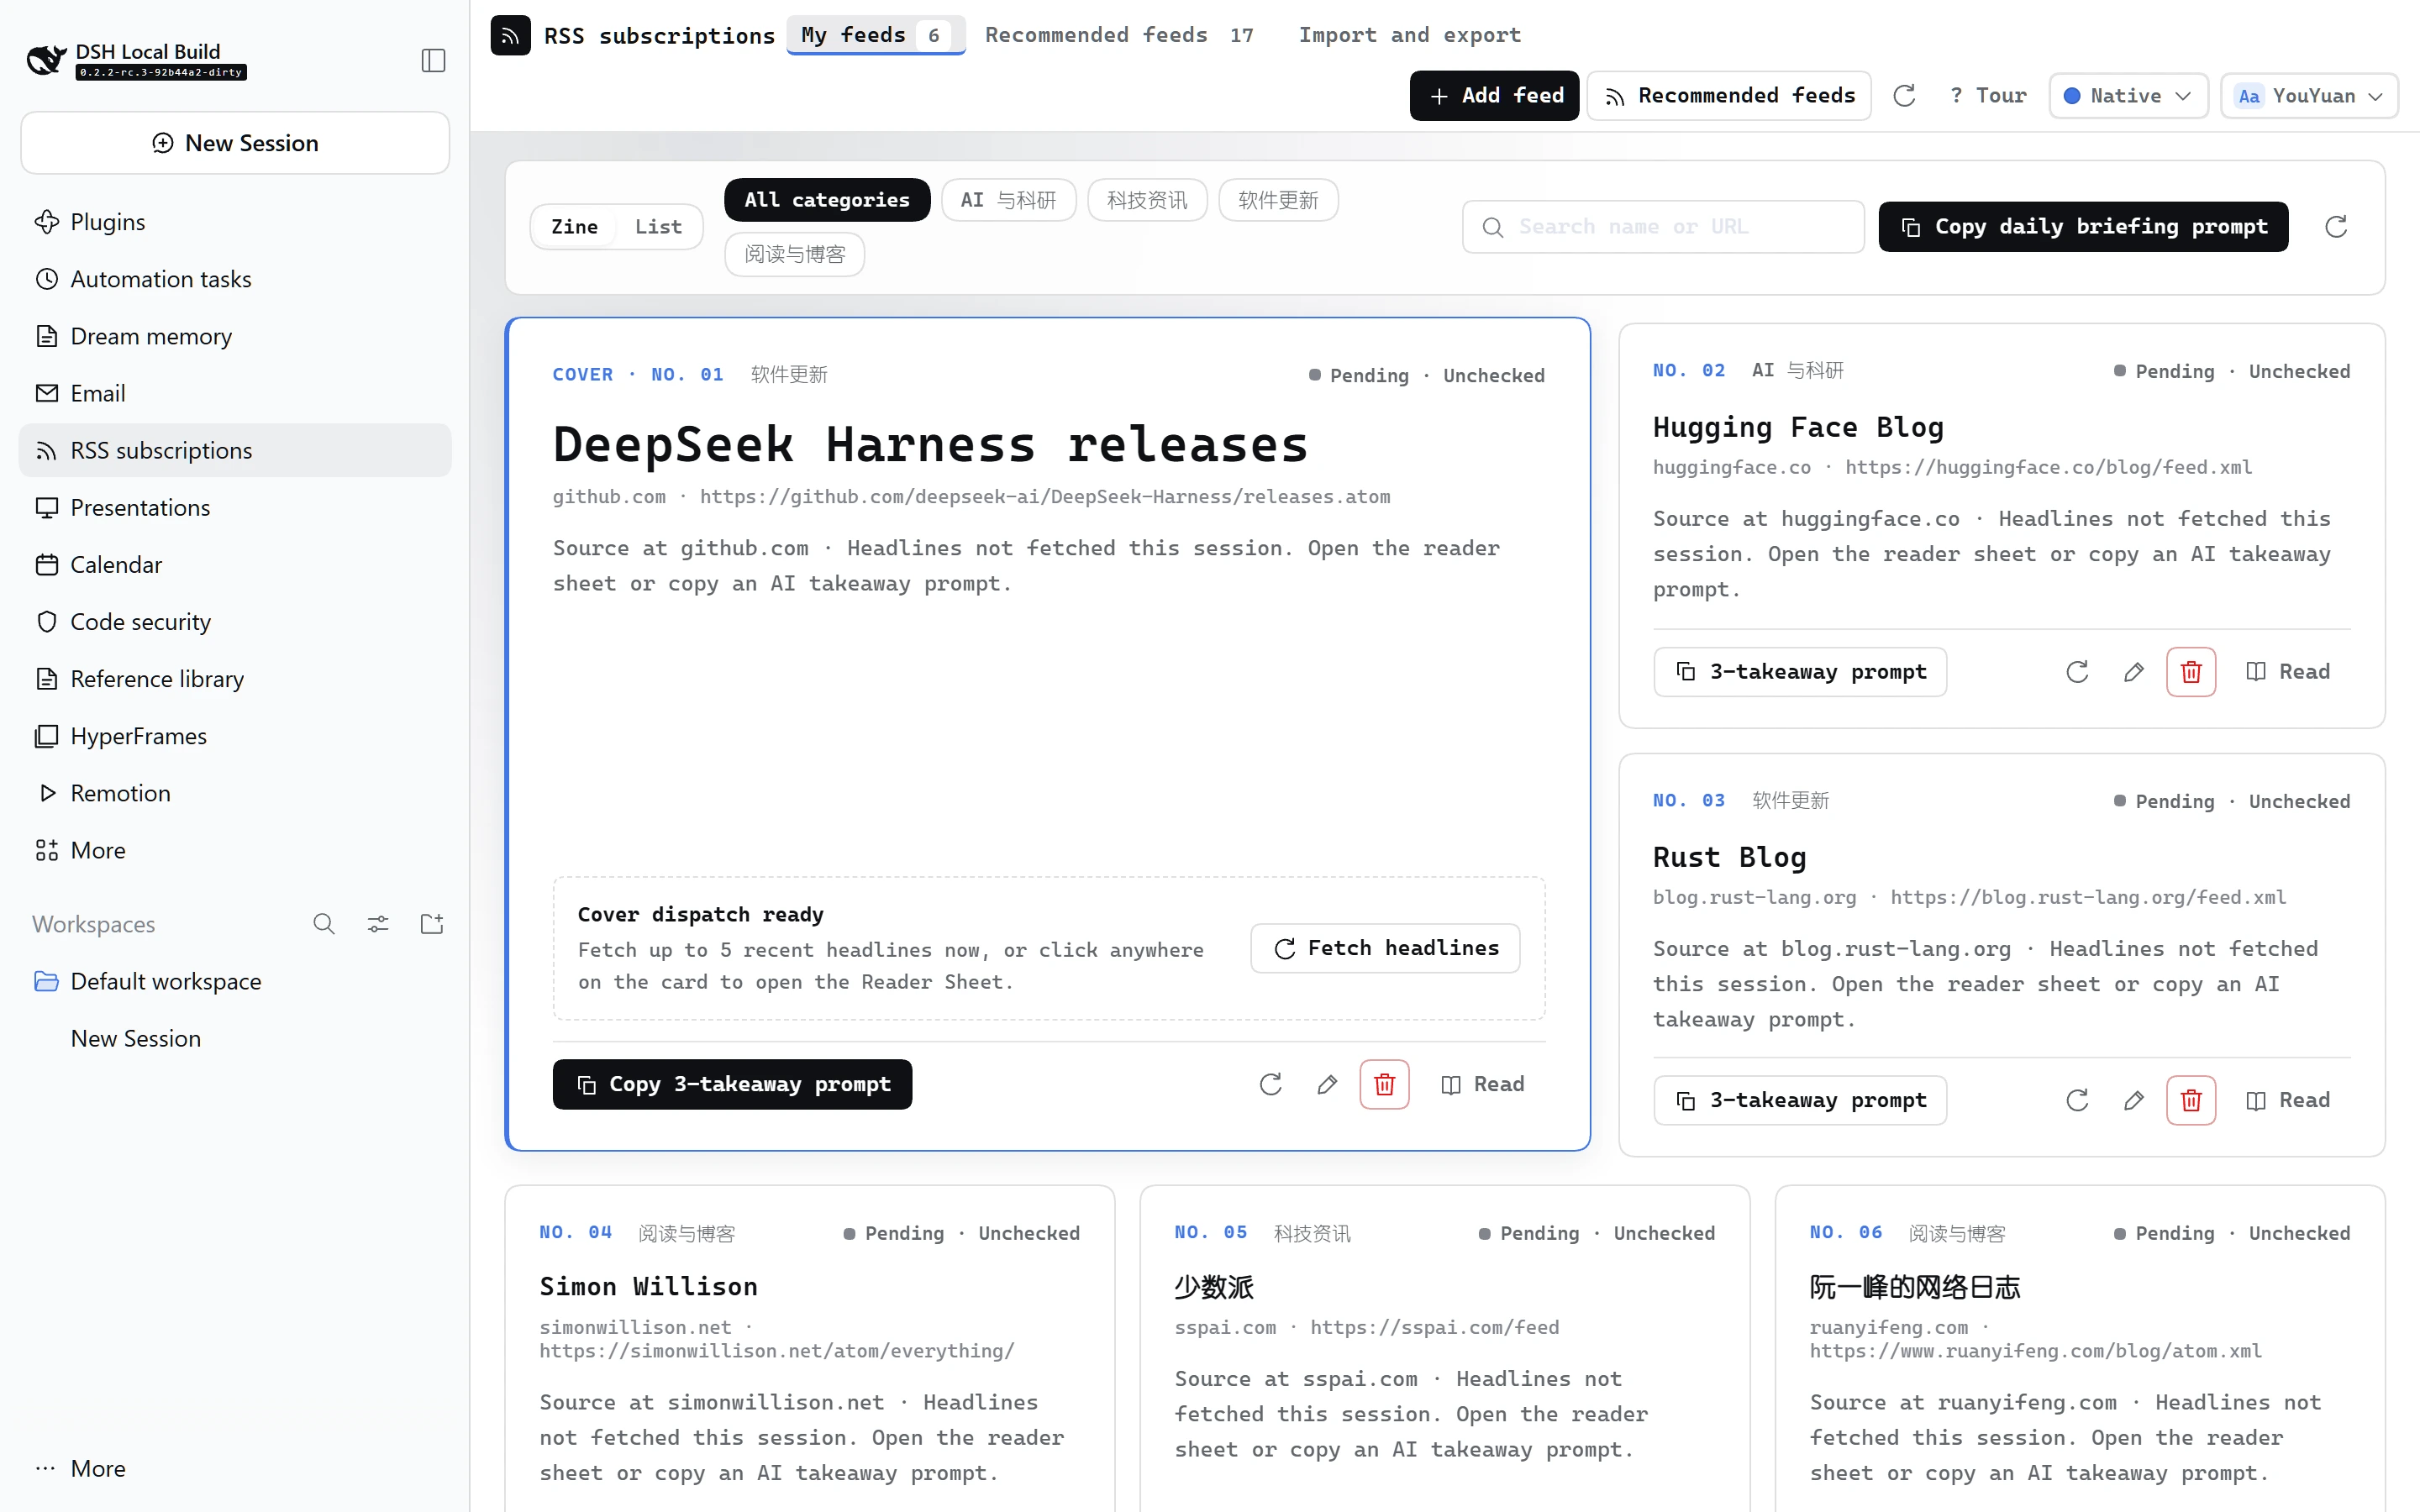 DSH Local Build
0.2.2-rc.3-92b44a2-dirty
New Session
Plugins
Automation tasks
Dream memory
Email
RSS subscriptions
Presentations
Calendar
Code security
Reference library
HyperFrames
Remotion
More
Workspaces
Default workspace
New Session
More
RSS subscriptions
My feeds 6
Recommended feeds 17
Import and export
Add feed
Recommended feeds
? Tour
Native
Aa YouYuan
Zine
List
All categories
AI 与科研
科技资讯
软件更新
阅读与博客
Search name or URL
Copy daily briefing prompt
COVER · NO. 01 软件更新
Pending · Unchecked
DeepSeek Harness releases
github.com · https://github.com/deepseek-ai/DeepSeek-Harness/releases.atom
Source at github.com · Headlines not fetched this session. Open the reader
sheet or copy an AI takeaway prompt.
Cover dispatch ready
Fetch up to 5 recent headlines now, or click anywhere
on the card to open the Reader Sheet.
Fetch headlines
Copy 3-takeaway prompt
Read
NO. 02 AI 与科研
Pending · Unchecked
Hugging Face Blog
huggingface.co · https://huggingface.co/blog/feed.xml
Source at huggingface.co · Headlines not fetched this
session. Open the reader sheet or copy an AI takeaway
prompt.
3-takeaway prompt
Read
NO. 03 软件更新
Pending · Unchecked
Rust Blog
blog.rust-lang.org · https://blog.rust-lang.org/feed.xml
Source at blog.rust-lang.org · Headlines not fetched
this session. Open the reader sheet or copy an AI
takeaway prompt.
3-takeaway prompt
Read
NO. 04 阅读与博客
Pending · Unchecked
Simon Willison
simonwillison.net ·
https://simonwillison.net/atom/everything/
Source at simonwillison.net · Headlines
not fetched this session. Open the reader
sheet or copy an AI takeaway prompt.
NO. 05 科技资讯
Pending · Unchecked
少数派
sspai.com · https://sspai.com/feed
Source at sspai.com · Headlines not
fetched this session. Open the reader
sheet or copy an AI takeaway prompt.
NO. 06 阅读与博客
Pending · Unchecked
阮一峰的网络日志
ruanyifeng.com ·
https://www.ruanyifeng.com/blog/atom.xml
Source at ruanyifeng.com · Headlines not
fetched this session. Open the reader
sheet or copy an AI takeaway prompt.